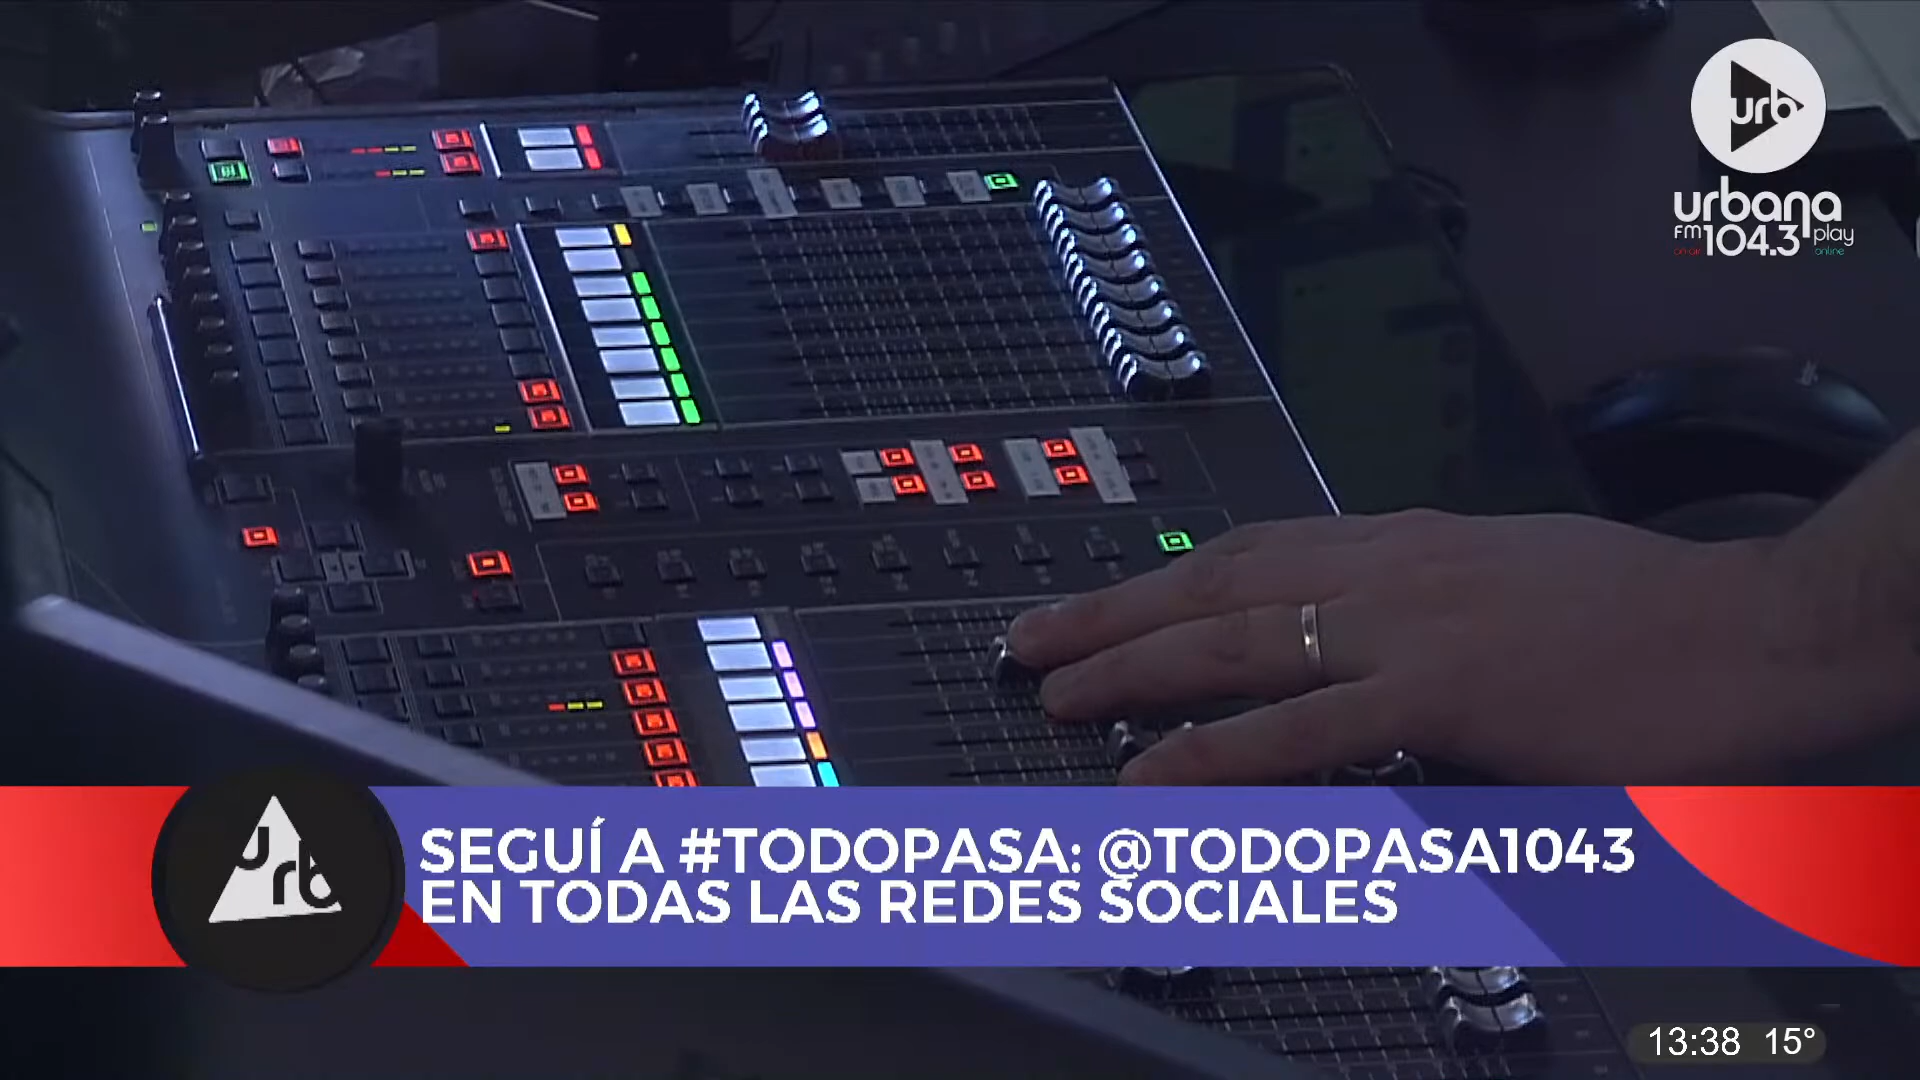 urb
urbana
FM 104.3 play
on air online
urb
SEGUÍ A #TODOPASA: @TODOPASA1043
EN TODAS LAS REDES SOCIALES
13:38 15°